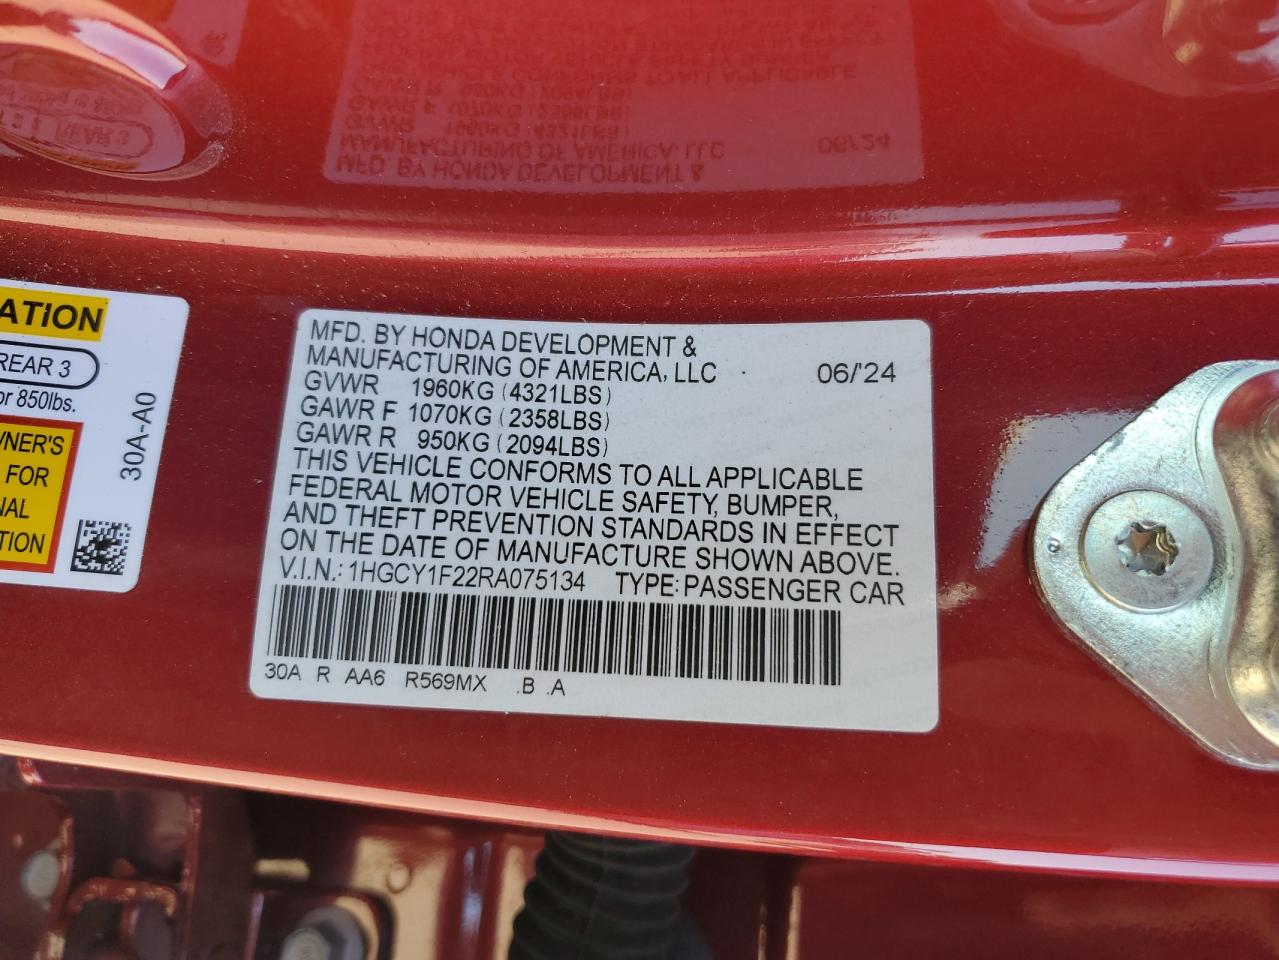 ATION
REAR 3
or 850lbs.
WNER'S
FOR
NAL
TION
30A-A0
MFD. BY HONDA DEVELOPMENT &
MANUFACTURING OF AMERICA, LLC 06/'24
GVWR 1960KG (4321LBS)
GAWR F 1070KG (2358LBS)
GAWR R 950KG (2094LBS)
THIS VEHICLE CONFORMS TO ALL APPLICABLE
FEDERAL MOTOR VEHICLE SAFETY, BUMPER,
AND THEFT PREVENTION STANDARDS IN EFFECT
ON THE DATE OF MANUFACTURE SHOWN ABOVE.
V.I.N.: 1HGCY1F22RA075134 TYPE: PASSENGER CAR
30A R AA6 R569MX .B .A